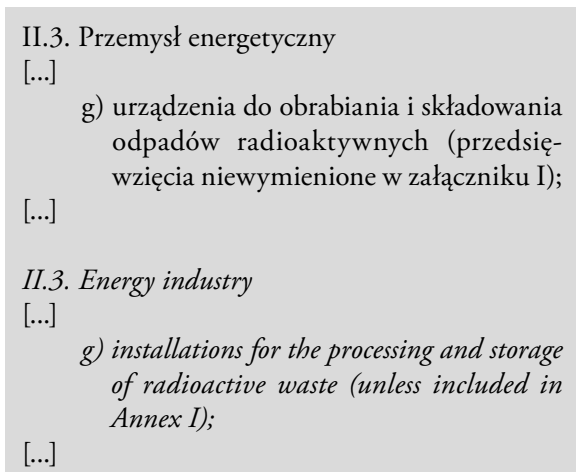 II.3. Przemysł energetyczny
[...]
g) urządzenia do obrabiania i składowania
odpadów radioaktywnych (przedsię-
wzięcia niewymienione w załączniku I);
[...]
II.3. Energy industry
[...]
g) installations for the processing and storage
of radioactive waste (unless included in
Annex I);
[...]